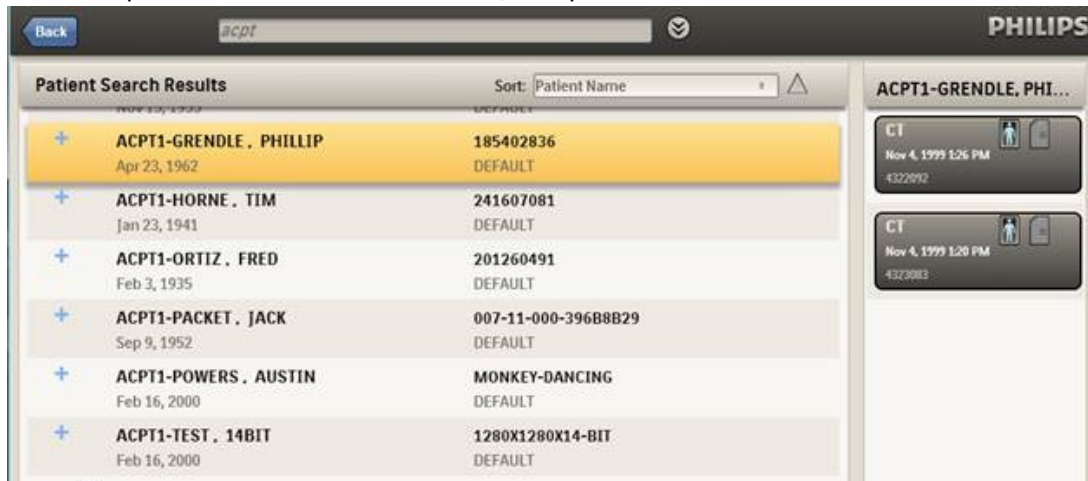 Back
acpt
PHILIPS
Patient Search Results
Sort: Patient Name
ACPT1-GRENDLE, PHI...
Nov 13, 1953 DEFAULT
ACPT1-GRENDLE, PHILLIP 185402836
Apr 23, 1962 DEFAULT
ACPT1-HORNE, TIM 241607081
Jan 23, 1941 DEFAULT
ACPT1-ORTIZ, FRED 201260491
Feb 3, 1935 DEFAULT
ACPT1-PACKET, JACK 007-11-000-396B8B29
Sep 9, 1952 DEFAULT
ACPT1-POWERS, AUSTIN MONKEY-DANCING
Feb 16, 2000 DEFAULT
ACPT1-TEST, 14BIT 1280X1280X14-BIT
Feb 16, 2000 DEFAULT
CT
Nov 4, 1999 1:26 PM
4322092
CT
Nov 4, 1999 1:20 PM
4323083